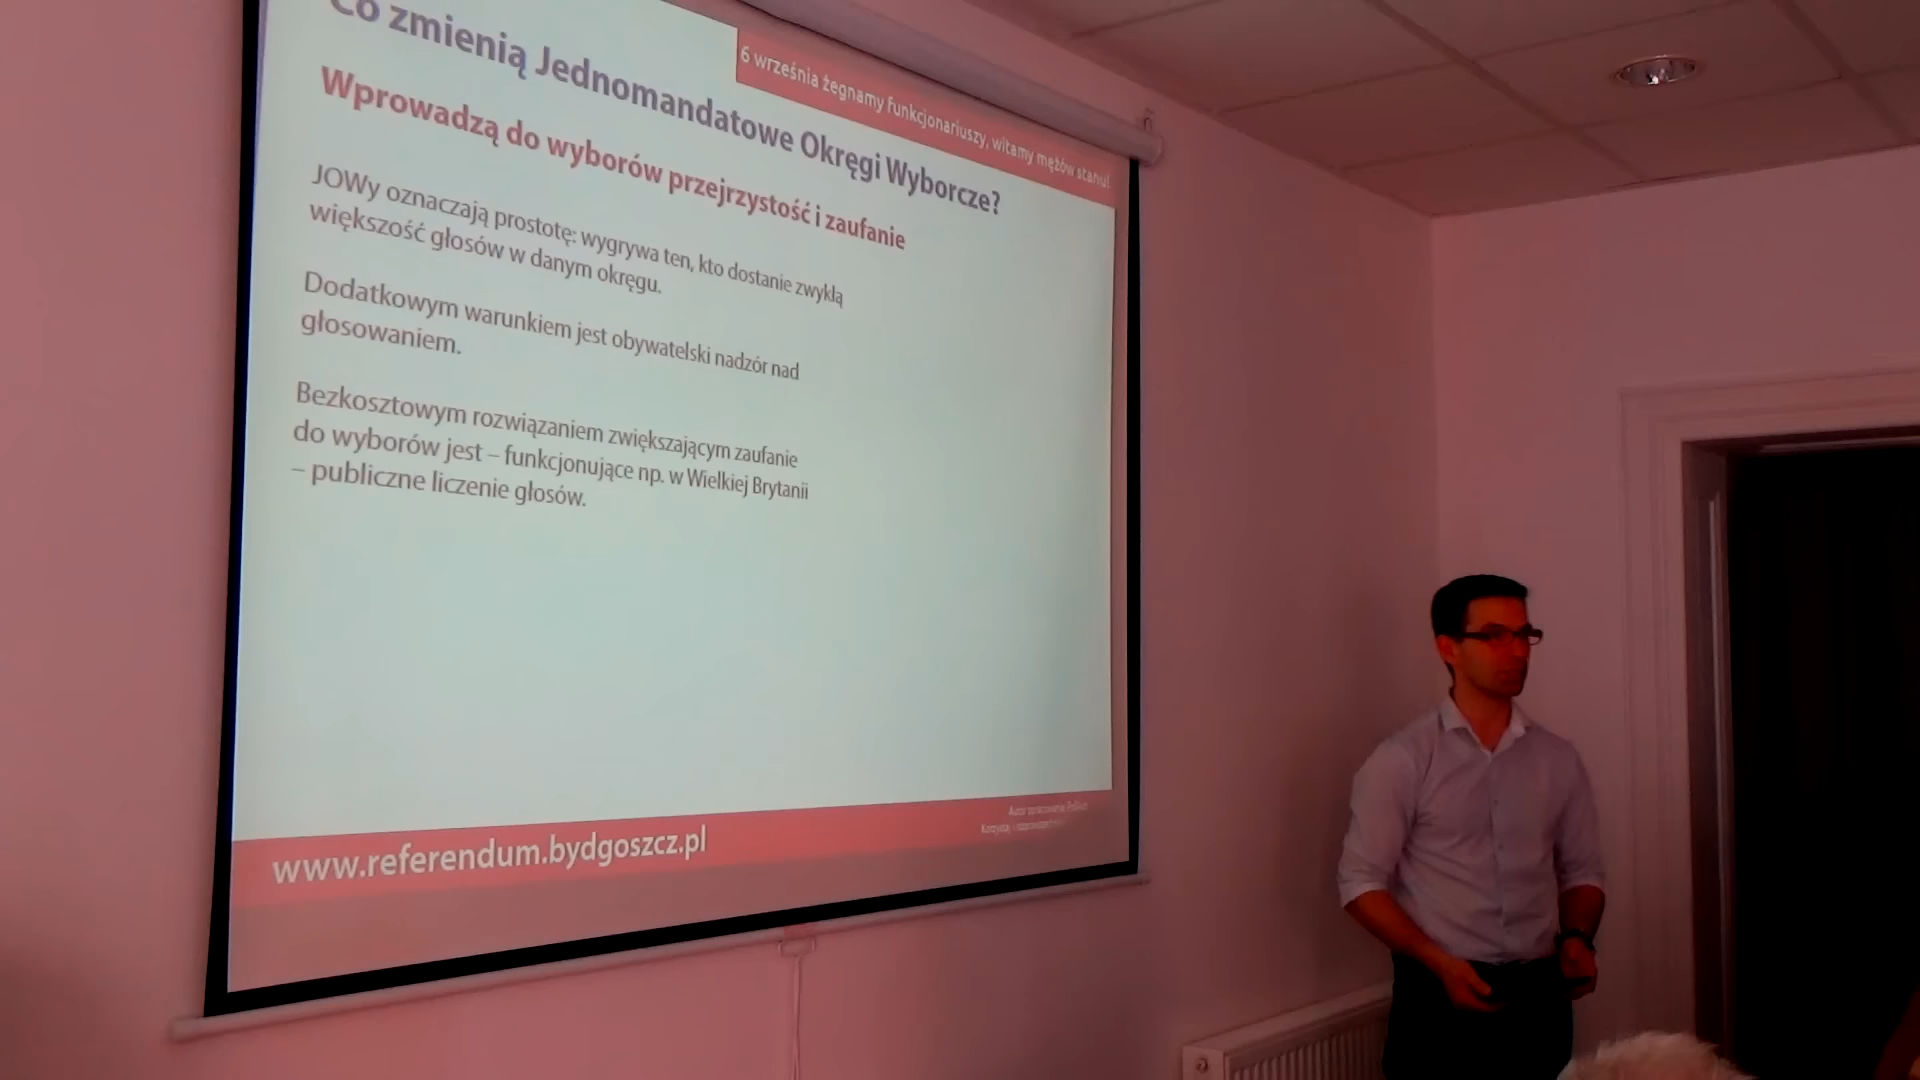 Co zmienią Jednomandatowe Okręgi Wyborcze?
6 września żegnamy funkcjonariuszy, witamy mężów stanu!
Wprowadzą do wyborów przejrzystość i zaufanie
JOWy oznaczają prostotę: wygrywa ten, kto dostanie zwykłą
większość głosów w danym okręgu.
Dodatkowym warunkiem jest obywatelski nadzór nad
głosowaniem.
Bezkosztowym rozwiązaniem zwiększającym zaufanie
do wyborów jest – funkcjonujące np. w Wielkiej Brytanii
– publiczne liczenie głosów.
www.referendum.bydgoszcz.pl